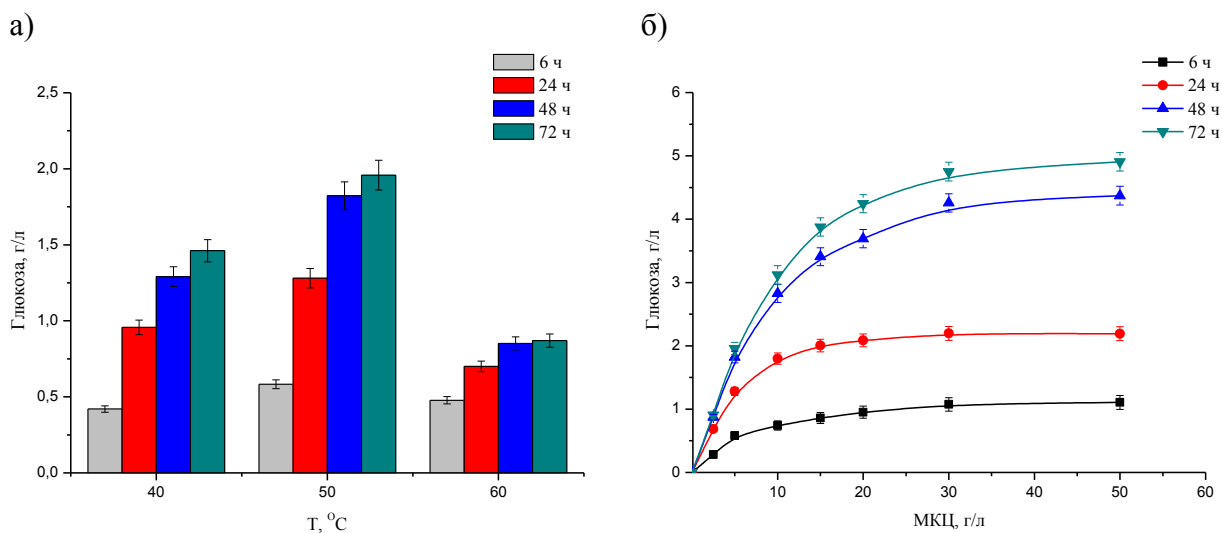 а)
6 ч
24 ч
48 ч
72 ч
2,5
2,0
1,5
1,0
0,5
0,0
Глюкоза, г/л
40 50 60
T, °C
б)
6 ч
24 ч
48 ч
72 ч
6
5
4
3
2
1
0
Глюкоза, г/л
10 20 30 40 50
МКЦ, г/л